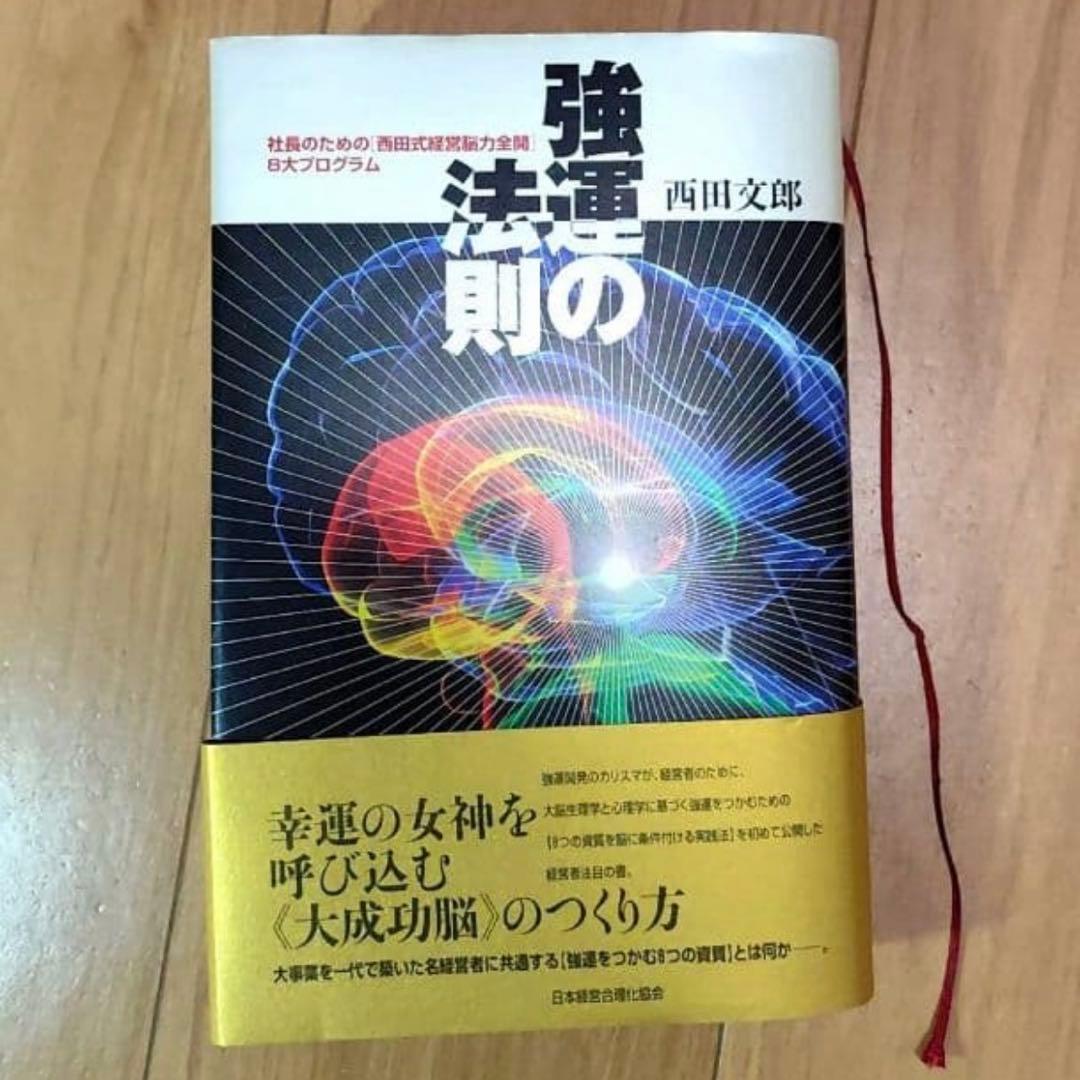 強運の
法則
社長のための[西田式経営脳力全開]
8大プログラム
西田文郎
強運開発のカリスマが、経営者のために、
大脳生理学と心理学に基づく強運をつかむための
【8つの資質を脳に条件付ける実践法】を初めて公開した
経営者注目の書。
幸運の女神を
呼び込む
《大成功脳》のつくり方
大事業を一代で築いた名経営者に共通する【強運をつかむ8つの資質】とは何か――。
日本経営合理化協会